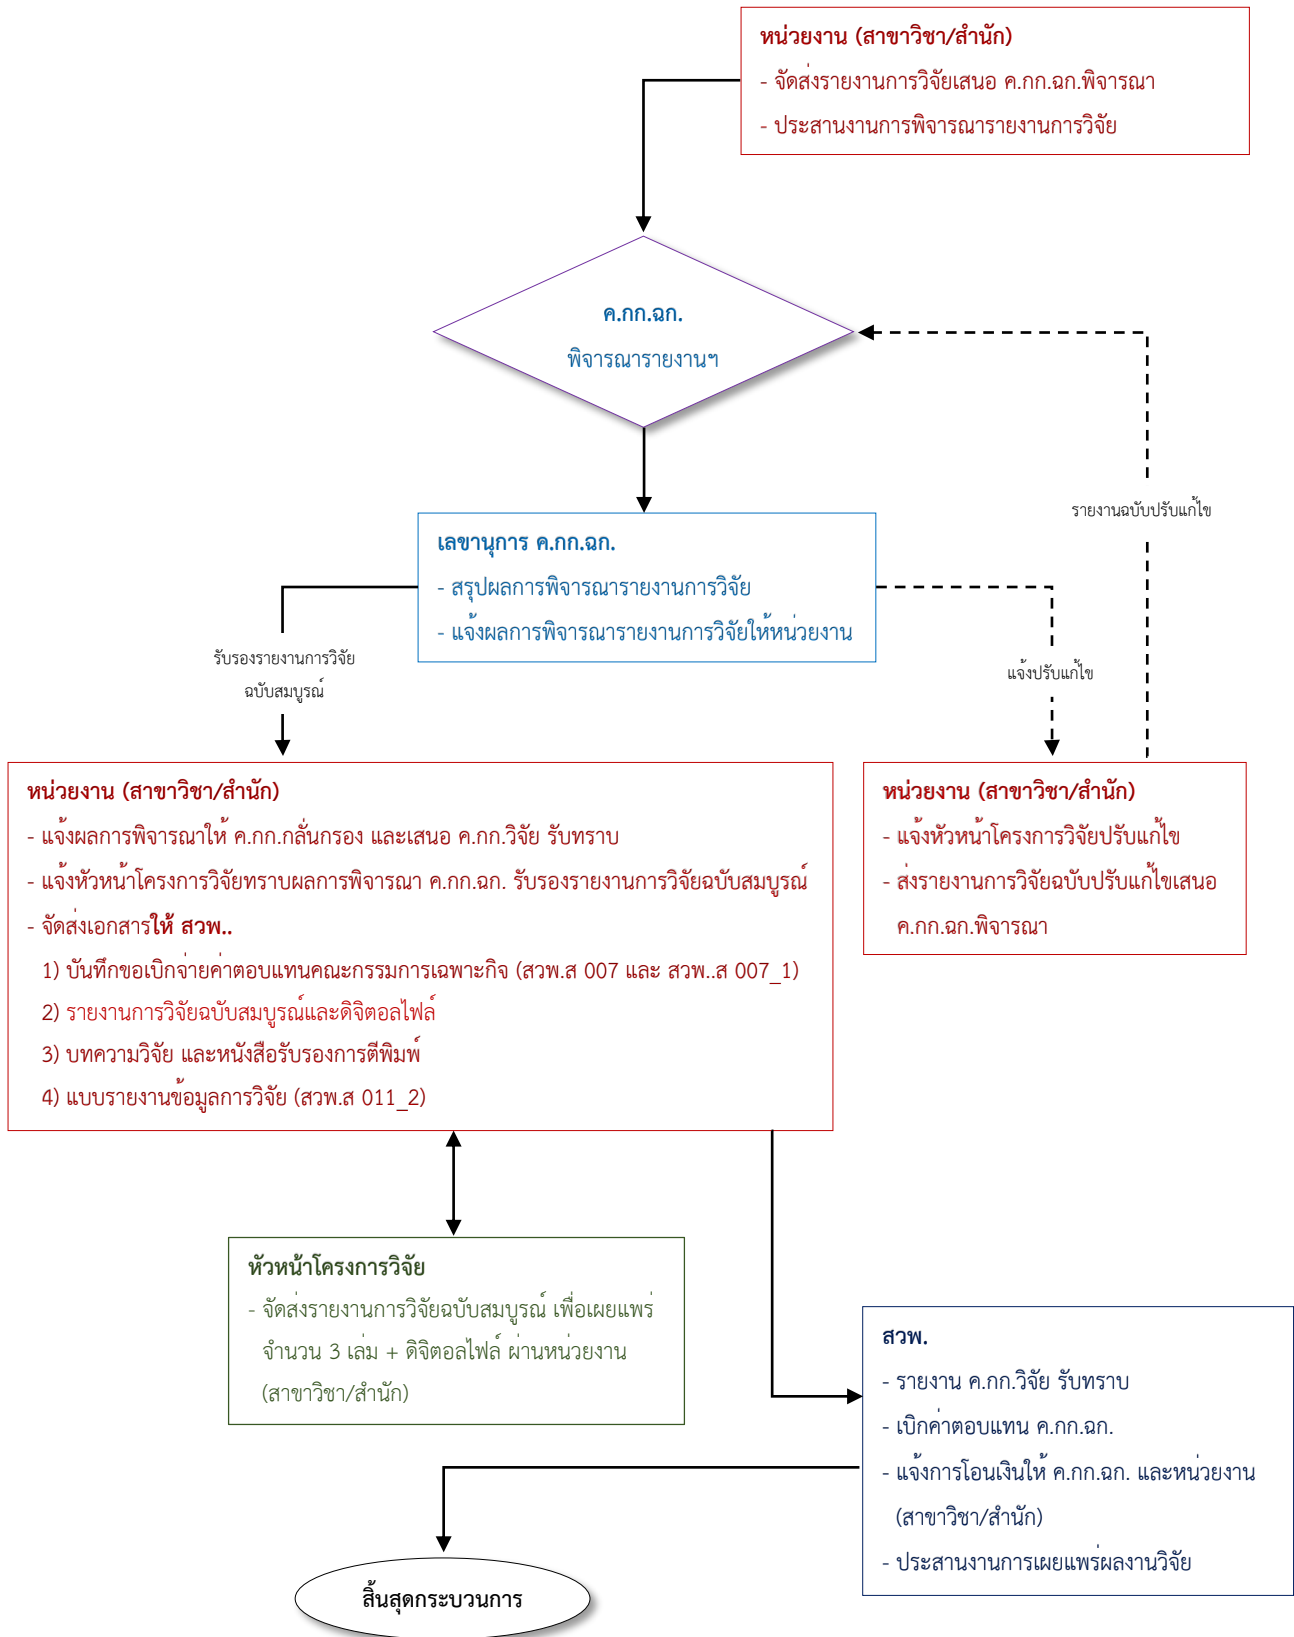 หน่วยงาน (สาขาวิชา/สำนัก)
- จัดส่งรายงานการวิจัยเสนอ ค.กก.ฉก.พิจารณา
- ประสานงานการพิจารณารายงานการวิจัย
ค.กก.ฉก.
พิจารณารายงานฯ
รายงานฉบับปรับแก้ไข
เลขานุการ ค.กก.ฉก.
- สรุปผลการพิจารณารายงานการวิจัย
- แจ้งผลการพิจารณารายงานการวิจัยให้หน่วยงาน
รับรองรายงานการวิจัย
ฉบับสมบูรณ์
แจ้งปรับแก้ไข
หน่วยงาน (สาขาวิชา/สำนัก)
- แจ้งผลการพิจารณาให้ ค.กก.กลั่นกรอง และเสนอ ค.กก.วิจัย รับทราบ
- แจ้งหัวหน้าโครงการวิจัยทราบผลการพิจารณา ค.กก.ฉก. รับรองรายงานการวิจัยฉบับสมบูรณ์
- จัดส่งเอกสารให้ สวพ..
1) บันทึกขอเบิกจ่ายค่าตอบแทนคณะกรรมการเฉพาะกิจ (สวพ.ส 007 และ สวพ..ส 007_1)
2) รายงานการวิจัยฉบับสมบูรณ์และดิจิตอลไฟล์
3) บทความวิจัย และหนังสือรับรองการตีพิมพ์
4) แบบรายงานข้อมูลการวิจัย (สวพ.ส 011_2)
หน่วยงาน (สาขาวิชา/สำนัก)
- แจ้งหัวหน้าโครงการวิจัยปรับแก้ไข
- ส่งรายงานการวิจัยฉบับปรับแก้ไขเสนอ
ค.กก.ฉก.พิจารณา
หัวหน้าโครงการวิจัย
- จัดส่งรายงานการวิจัยฉบับสมบูรณ์ เพื่อเผยแพร่
จำนวน 3 เล่ม + ดิจิตอลไฟล์ ผ่านหน่วยงาน
(สาขาวิชา/สำนัก)
สวพ.
- รายงาน ค.กก.วิจัย รับทราบ
- เบิกค่าตอบแทน ค.กก.ฉก.
- แจ้งการโอนเงินให้ ค.กก.ฉก. และหน่วยงาน
(สาขาวิชา/สำนัก)
- ประสานงานการเผยแพร่ผลงานวิจัย
สิ้นสุดกระบวนการ